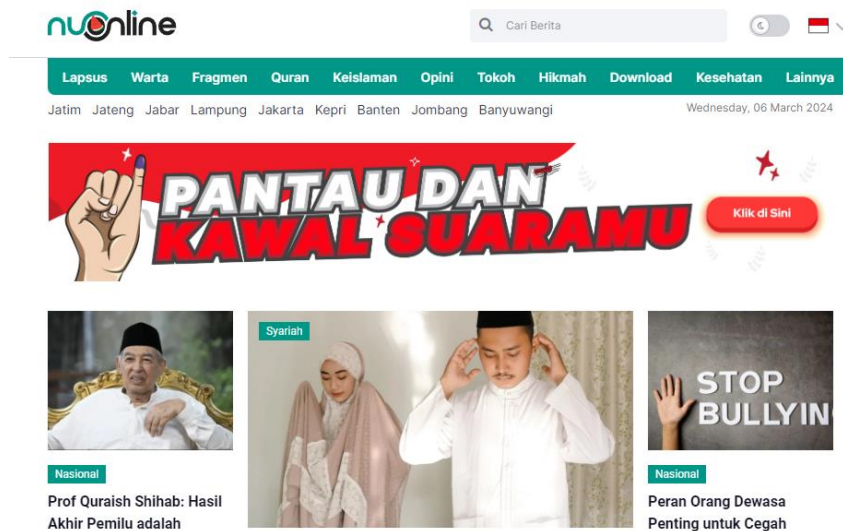 nuonline
Cari Berita
Lapsus Warta Fragmen Quran Keislaman Opini Tokoh Hikmah Download Kesehatan Lainnya
Jatim Jateng Jabar Lampung Jakarta Kepri Banten Jombang Banyuwangi
Wednesday, 06 March 2024
PANTAU DAN
KAWAL SUARAMU
Klik di Sini
Syariah
STOP
BULLYIN
Nasional
Prof Quraish Shihab: Hasil
Akhir Pemilu adalah
Nasional
Peran Orang Dewasa
Penting untuk Cegah